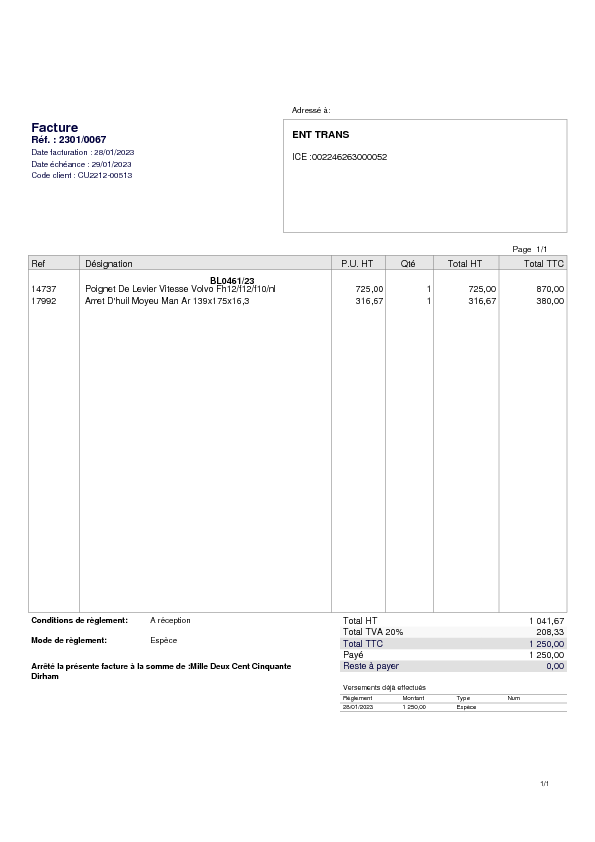 Adressé à:
Facture
Réf. : 2301/0067
Date facturation : 28/01/2023
Date échéance : 29/01/2023
Code client : CU2212-00513
ENT TRANS
ICE :002246263000052
Page 1/1
Ref Désignation P.U. HT Qté Total HT Total TTC
BL0461/23
14737 Poignet De Levier Vitesse Volvo Fh12/f12/f10/nl 725,00 1 725,00 870,00
17992 Arret D'huil Moyeu Man Ar 139x175x16,3 316,67 1 316,67 380,00
Conditions de règlement: A réception
Mode de règlement: Espèce
Arrêté la présente facture à la somme de :Mille Deux Cent Cinquante
Dirham
Total HT 1 041,67
Total TVA 20% 208,33
Total TTC 1 250,00
Payé 1 250,00
Reste à payer 0,00
Versements déjà effectués
Règlement Montant Type Num
28/01/2023 1 250,00 Espèce
1/1